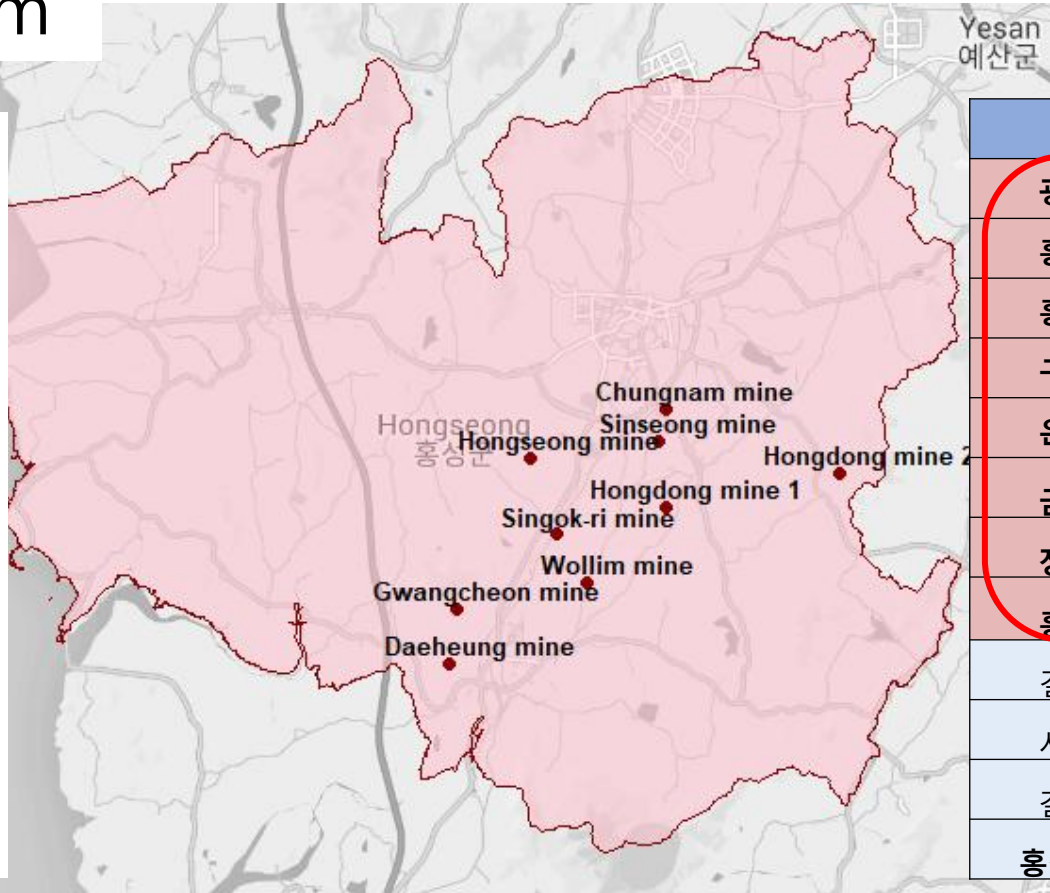 m
Yesan
예산군
Chungnam mine
Sinseong mine
Hongseong
홍성군
Hongseong mine
Hongdong mine 2
Hongdong mine 1
Singok-ri mine
Wollim mine
Gwangcheon mine
Daeheung mine
홍